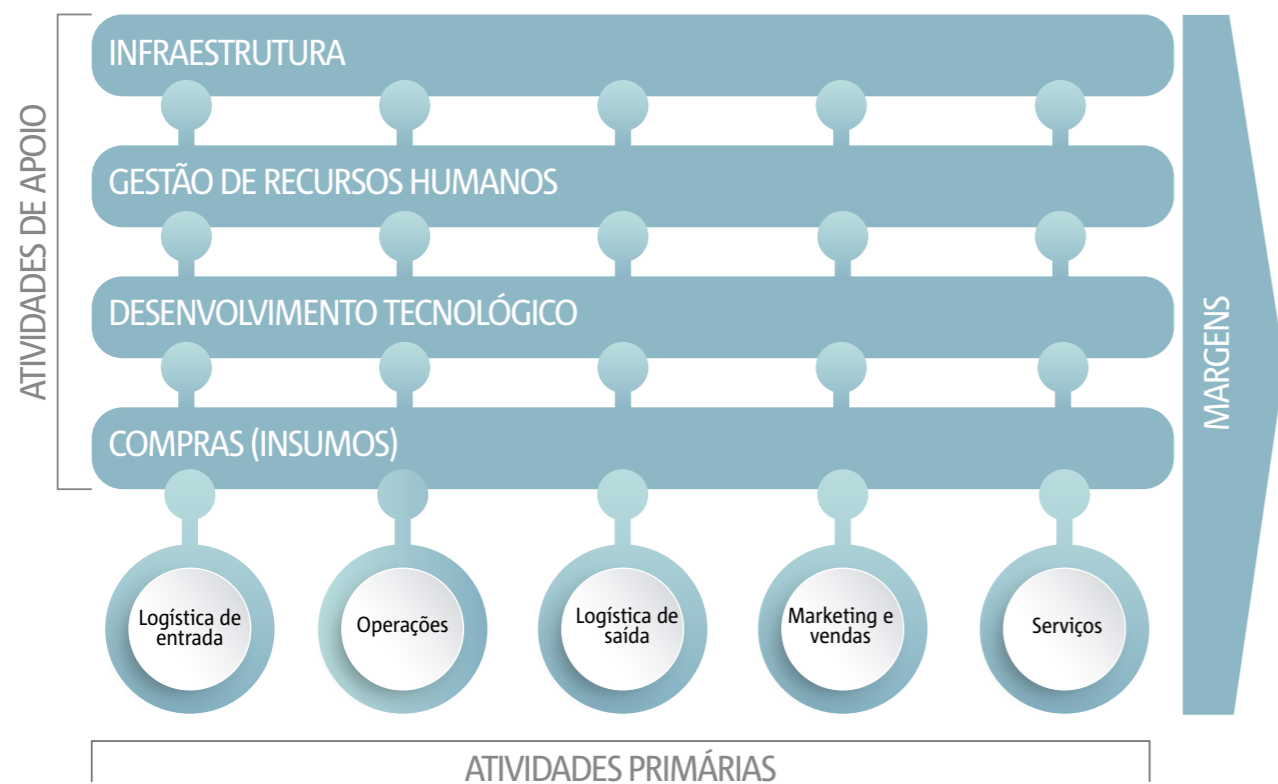 ATIVIDADES DE APOIO
INFRAESTRUTURA
GESTÃO DE RECURSOS HUMANOS
DESENVOLVIMENTO TECNOLÓGICO
COMPRAS (INSUMOS)
MARGENS
Logística de
entrada
Operações
Logística de
saída
Marketing e
vendas
Serviços
ATIVIDADES PRIMÁRIAS